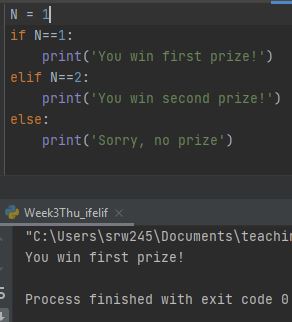 N = 1
if N==1:
    print('You win first prize!')
elif N==2:
    print('You win second prize!')
else:
    print('Sorry, no prize')
Week3Thu_ifelif ×
"C:\Users\srw245\Documents\teachin
You win first prize!
Process finished with exit code 0